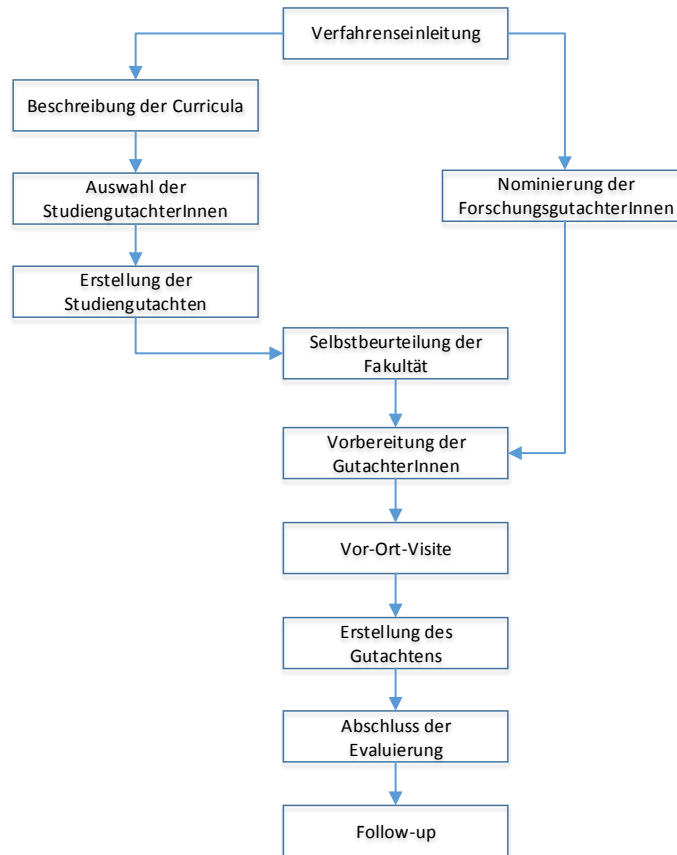 Verfahrenseinleitung
Beschreibung der Curricula
Auswahl der
StudiengutachterInnen
Nominierung der
ForschungsgutachterInnen
Erstellung der
Studiengutachten
Selbstbeurteilung der
Fakultät
Vorbereitung der
GutachterInnen
Vor-Ort-Visite
Erstellung des
Gutachtens
Abschluss der
Evaluierung
Follow-up